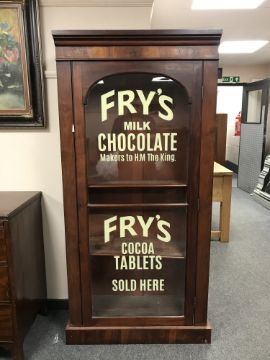 FRY'S
MILK
CHOCOLATE
Makers to H.M The King.
FRY'S
COCOA
TABLETS
SOLD HERE